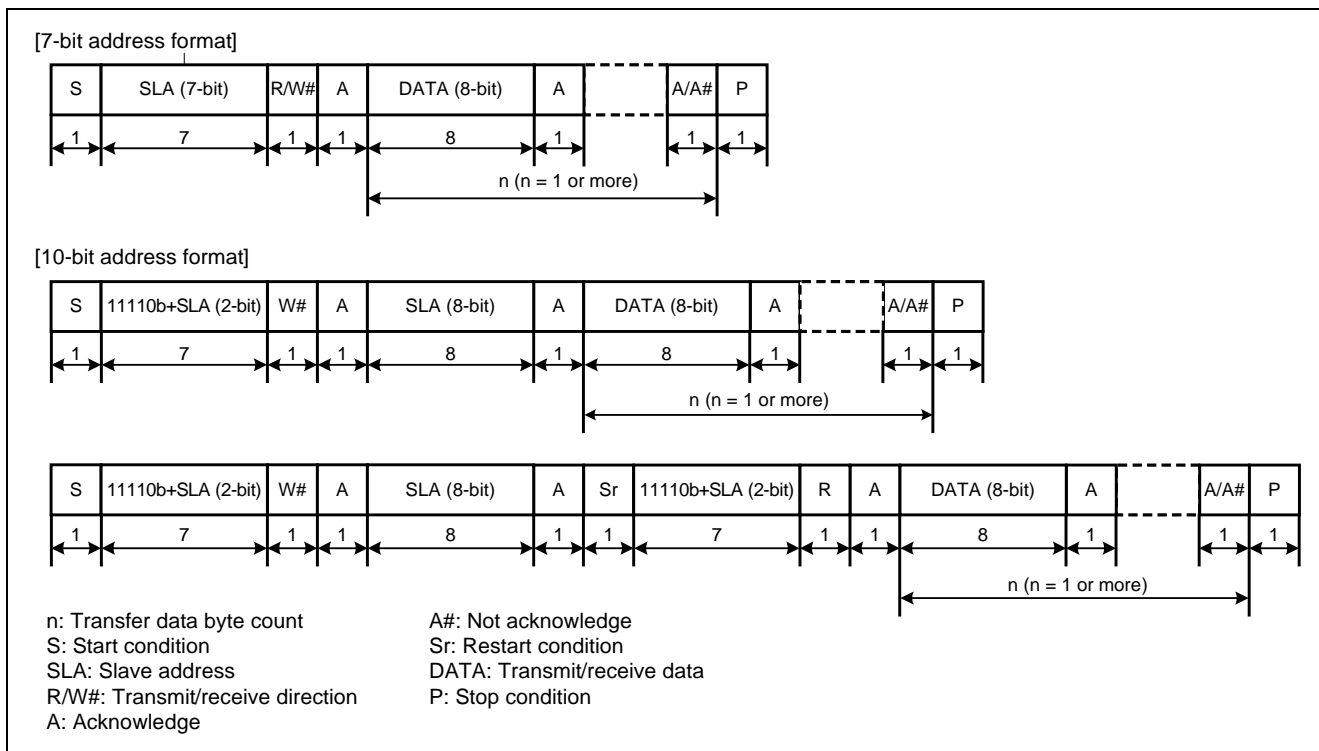 [7-bit address format]
S SLA (7-bit) R/W# A DATA (8-bit) A A/A# P
1 7 1 1 8 1 1 1
n (n = 1 or more)
[10-bit address format]
S 11110b+SLA (2-bit) W# A SLA (8-bit) A DATA (8-bit) A A/A# P
1 7 1 1 8 1 8 1 1 1
n (n = 1 or more)
S 11110b+SLA (2-bit) W# A SLA (8-bit) A Sr 11110b+SLA (2-bit) R A DATA (8-bit) A A/A# P
1 7 1 1 8 1 1 7 1 1 8 1 1 1
n (n = 1 or more)
n: Transfer data byte count
S: Start condition
SLA: Slave address
R/W#: Transmit/receive direction
A: Acknowledge
A#: Not acknowledge
Sr: Restart condition
DATA: Transmit/receive data
P: Stop condition